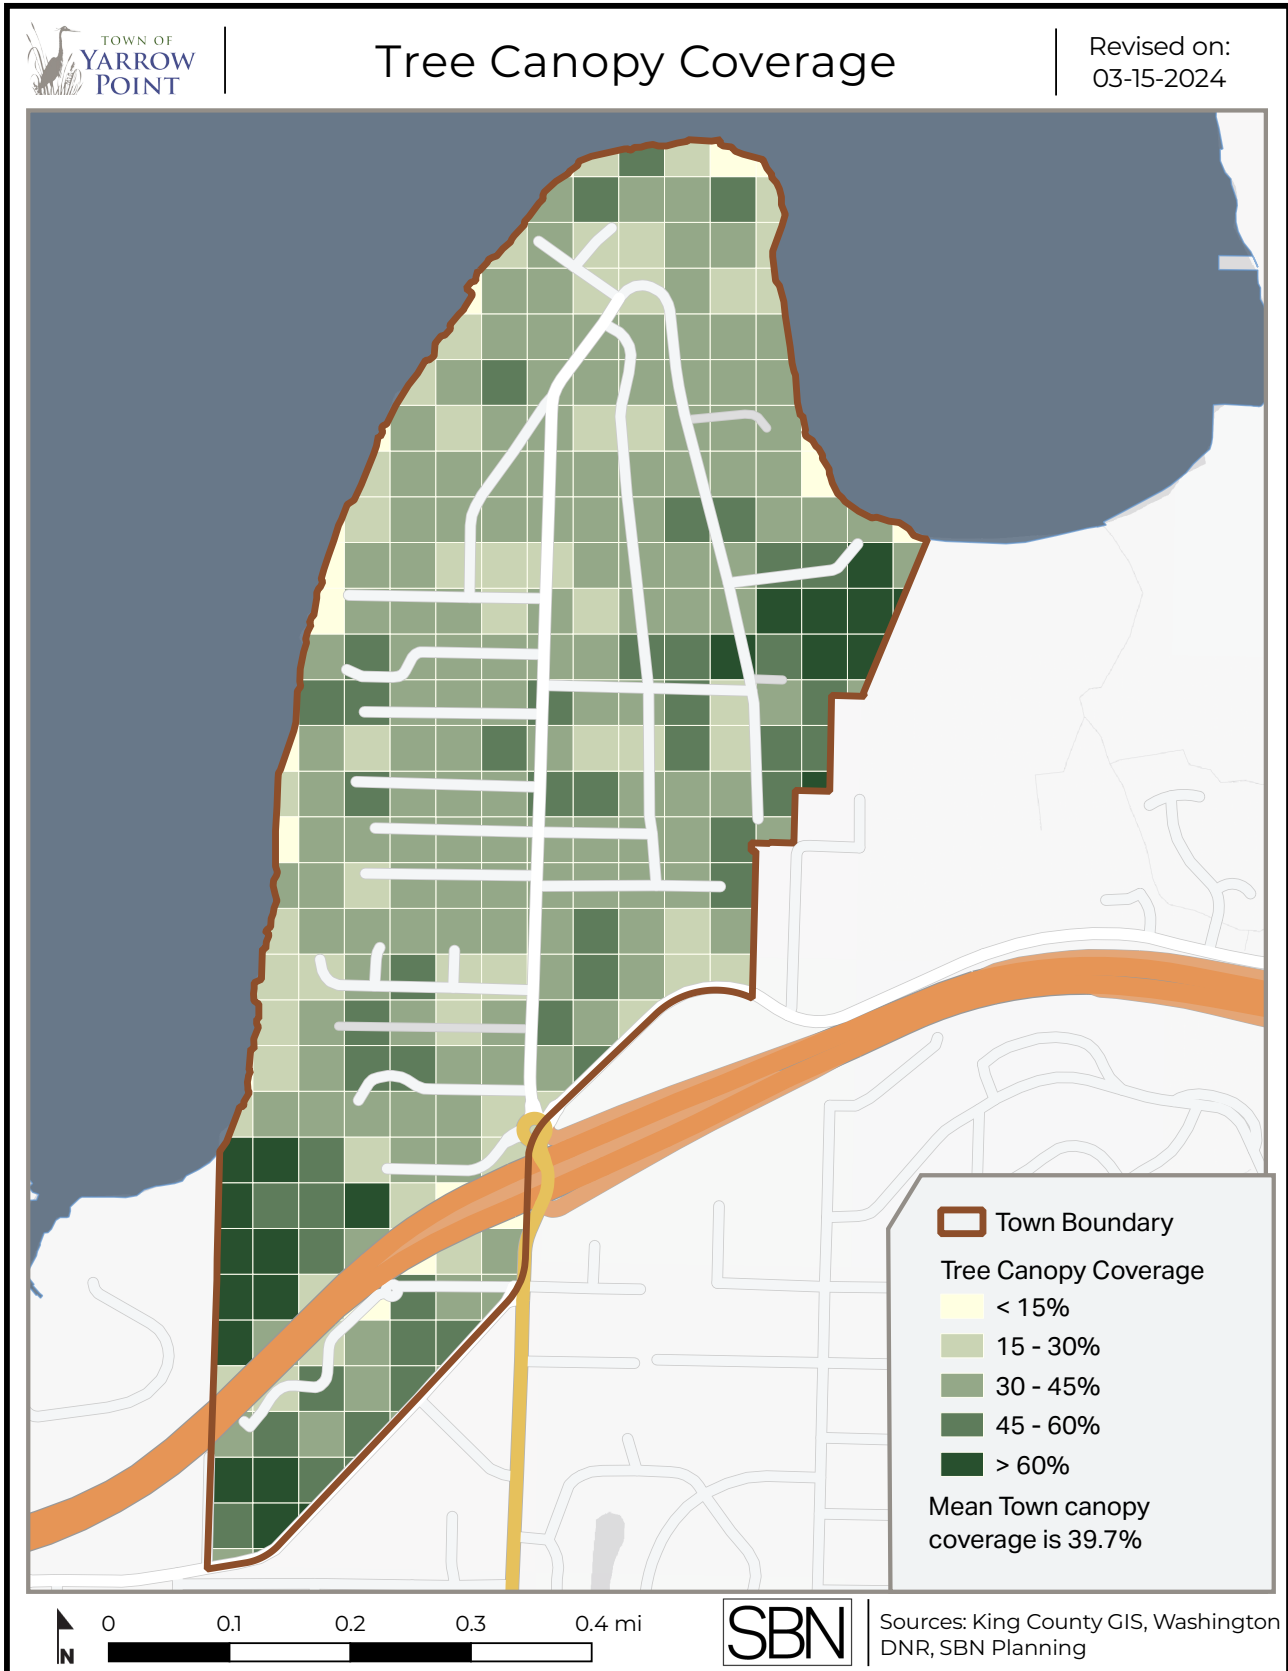 TOWN OF
YARROW
POINT
Tree Canopy Coverage
Revised on:
03-15-2024
Town Boundary
Tree Canopy Coverage
< 15%
15 - 30%
30 - 45%
45 - 60%
> 60%
Mean Town canopy
coverage is 39.7%
N
0 0.1 0.2 0.3 0.4 mi
SBN
Sources: King County GIS, Washington
DNR, SBN Planning